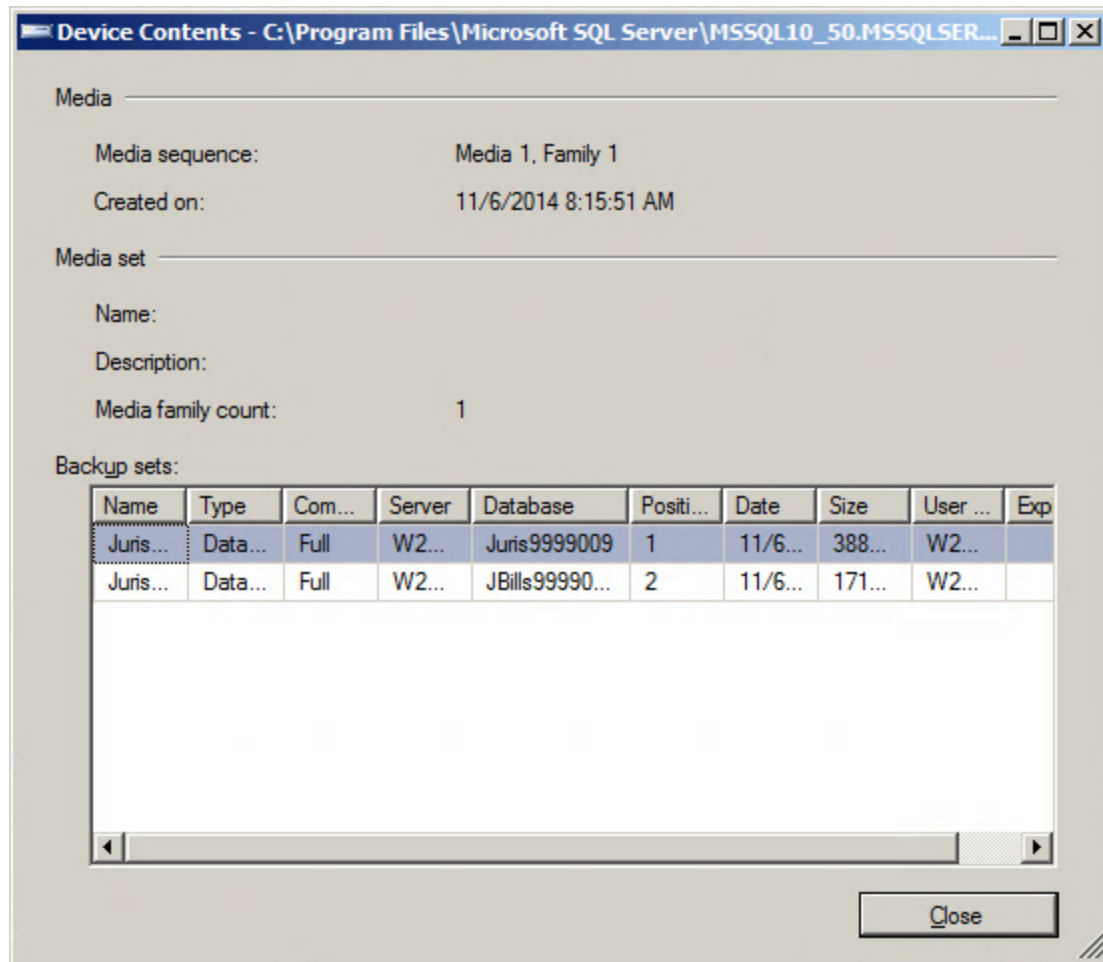 Device Contents - C:\Program Files\Microsoft SQL Server\MSSQL10_50.MSSQLSER...
Media
Media sequence: Media 1, Family 1
Created on: 11/6/2014 8:15:51 AM
Media set
Name:
Description:
Media family count: 1
Backup sets:
Name Type Com... Server Database Positi... Date Size User ... Exp
Juris... Data... Full W2... Juris9999009 1 11/6... 388... W2...
Juris... Data... Full W2... JBills99990... 2 11/6... 171... W2...
Close